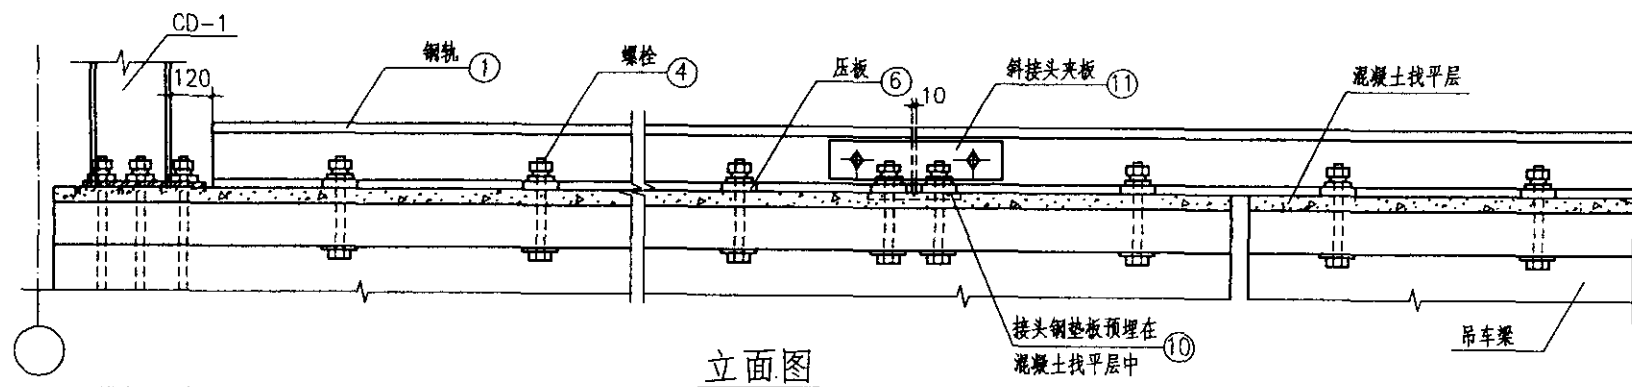 CD-1
120
钢轨 ①
螺栓 ④
压板 ⑥
10
斜接头夹板 ⑪
混凝土找平层
接头钢垫板预埋在
混凝土找平层中 ⑩
吊车梁
立面图